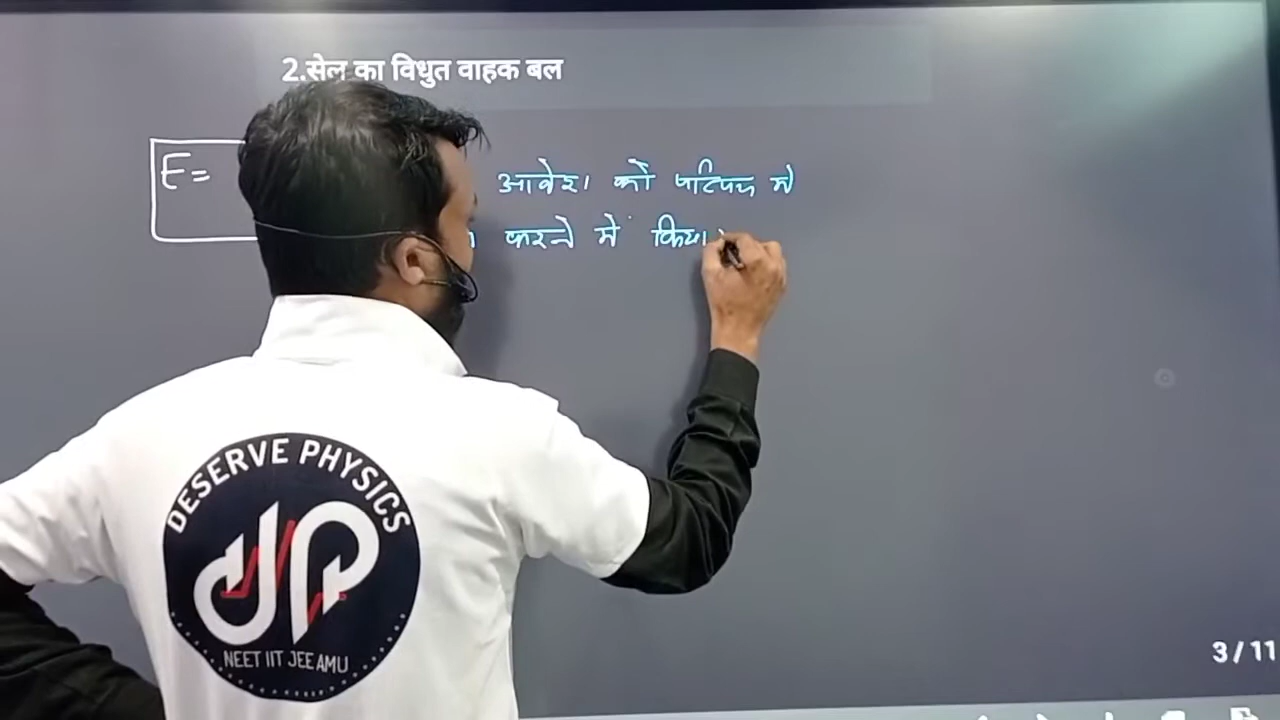 2.सेल का विधुत वाहक बल
E=
आवेश को परिपथ मे
करने में किया
DESERVE PHYSICS
NEET IIT JEE AMU
3/11